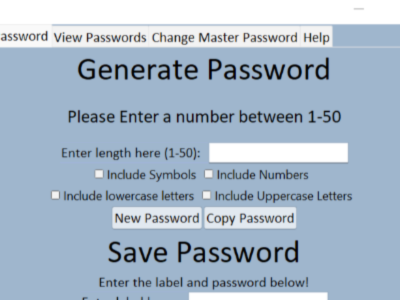 View Passwords Change Master Password Help
Generate Password
Please Enter a number between 1-50
Enter length here (1-50):
Include Symbols Include Numbers
Include lowercase letters Include Uppercase Letters
New Password Copy Password
Save Password
Enter the label and password below!